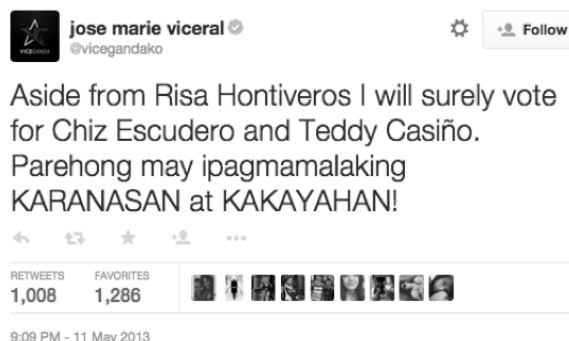 jose marie viceral
VICEGANDA
@vicegandako
Follow
Aside from Risa Hontiveros I will surely vote
for Chiz Escudero and Teddy Casiño.
Parehong may ipagmamalaking
KARANASAN at KAKAYAHAN!
RETWEETS FAVORITES
1,008 1,286
9:09 PM - 11 May 2013